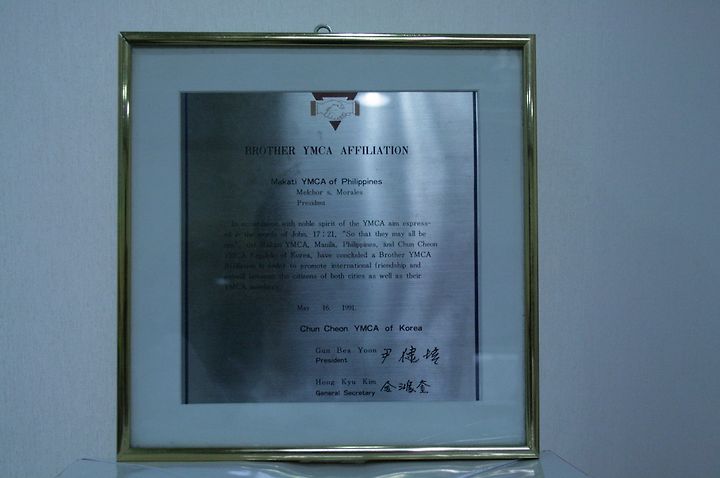 BROTHER YMCA AFFILIATION
Makati YMCA of Philippines
Melchor s. Morales
President
In accordance with noble spirit of the YMCA aim express-
ed in the words of John, 17 : 21, "So that they may all be
one", the Makati YMCA, Manila, Philippines, and Chun Cheon
YMCA Republic of Korea, have concluded a Brother YMCA
Affiliation in order to promote international friendship and
between the citizens of both cities as well as their
YMCA members.
May 16. 1991.
Chun Cheon YMCA of Korea
Gun Bea Yoon
President
Hong Kyu Kim 金鴻奎
General Secretary